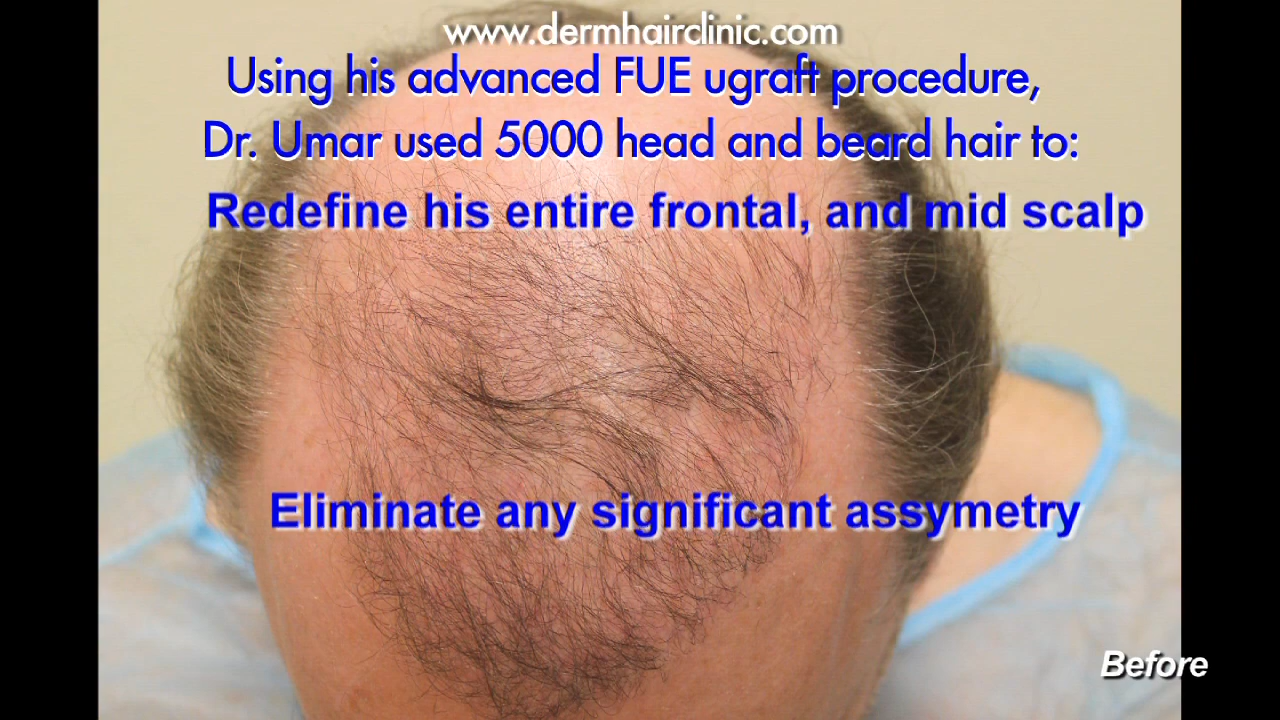 www.dermhairclinic.com
Using his advanced FUE ugraft procedure,
Dr. Umar used 5000 head and beard hair to:
Redefine his entire frontal, and mid scalp
Eliminate any significant assymetry
Before